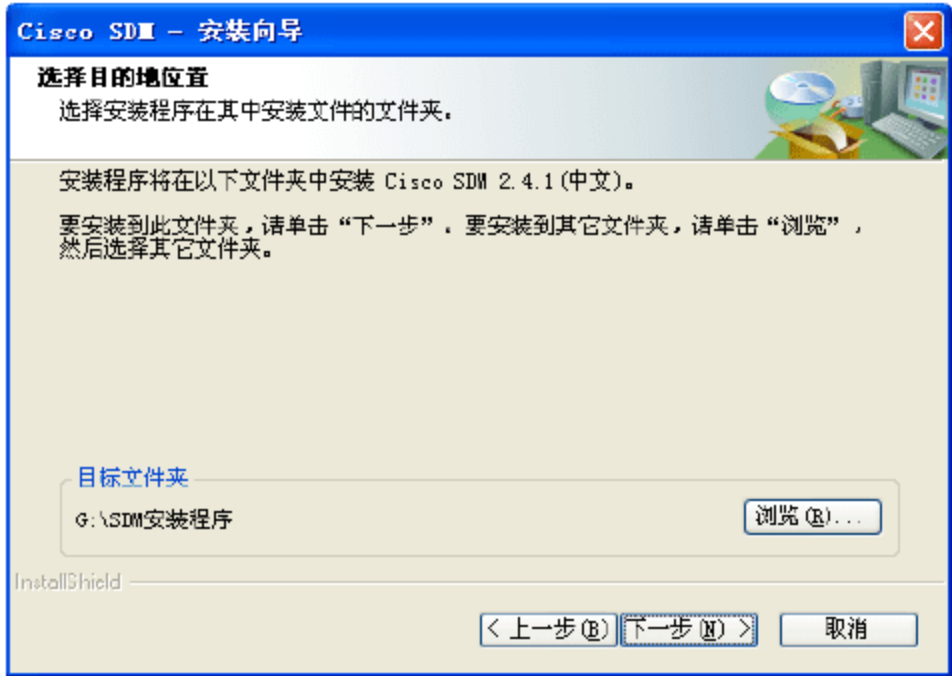 Cisco SDM - 安装向导
选择目的地位置
选择安装程序在其中安装文件的文件夹。
安装程序将在以下文件夹中安装 Cisco SDM 2.4.1(中文)。
要安装到此文件夹，请单击“下一步”。要安装到其它文件夹，请单击“浏览”，
然后选择其它文件夹。
目标文件夹
G:\SDM安装程序
浏览(R)...
InstallShield
< 上一步(B)
下一步(N) >
取消